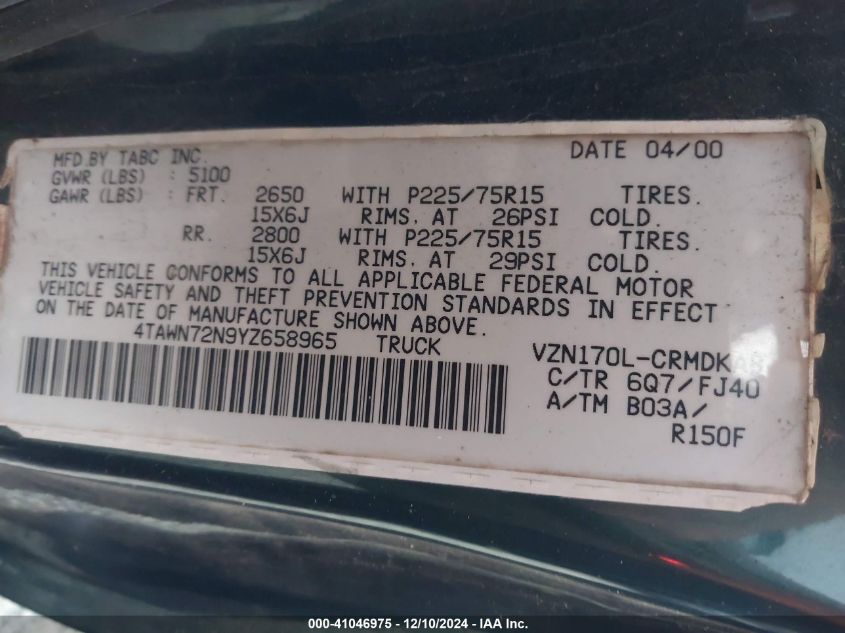 MFD.BY TABC INC. DATE 04/00
GVWR (LBS) : 5100
GAWR (LBS) : FRT. 2650 WITH P225/75R15 TIRES.
15X6J RIMS. AT 26PSI COLD.
RR. 2800 WITH P225/75R15 TIRES.
15X6J RIMS. AT 29PSI COLD.
THIS VEHICLE CONFORMS TO ALL APPLICABLE FEDERAL MOTOR
VEHICLE SAFETY AND THEFT PREVENTION STANDARDS IN EFFECT
ON THE DATE OF MANUFACTURE SHOWN ABOVE.
4TAWN72N9YZ658965 TRUCK VZN170L-CRMDK
C/TR 6Q7/FJ40
A/TM B03A/
R150F
000-41046975 - 12/10/2024 - IAA Inc.